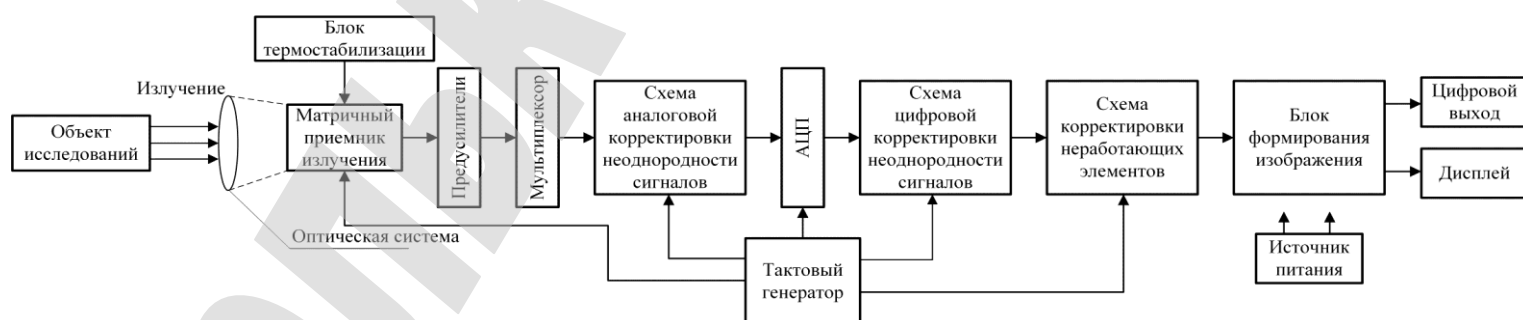 Блок
термостабилизации
Излучение
Объект
исследований
Матричный
приемник
излучения
Оптическая система
Предусилители
Мультиплексор
Схема
аналоговой
корректировки
неоднородности
сигналов
АЦП
Схема
цифровой
корректировки
неоднородности
сигналов
Схема
корректировки
неработающих
элементов
Блок
формирования
изображения
Цифровой
выход
Дисплей
Источник
питания
Тактовый
генератор